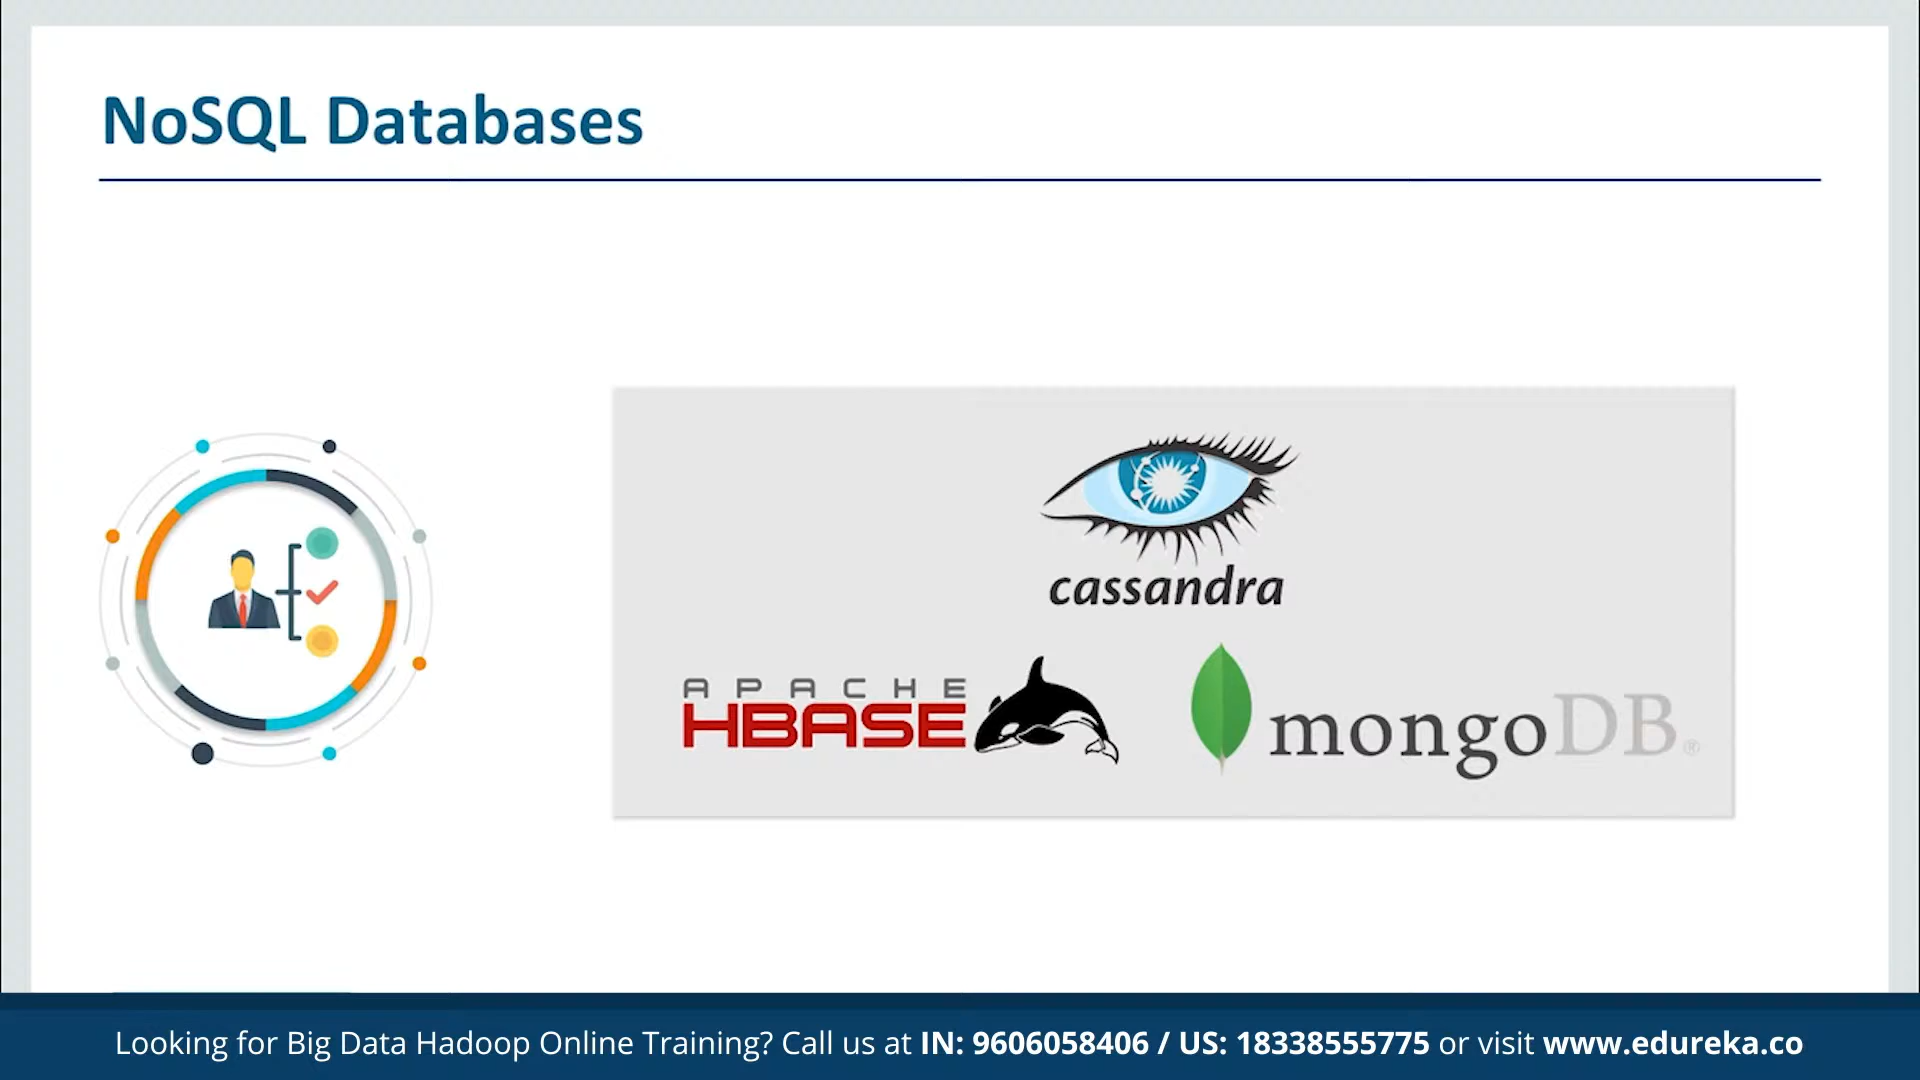 NoSQL Databases
cassandra
APACHE
HBASE
mongoDB®
Looking for Big Data Hadoop Online Training? Call us at IN: 9606058406 / US: 18338555775 or visit www.edureka.co